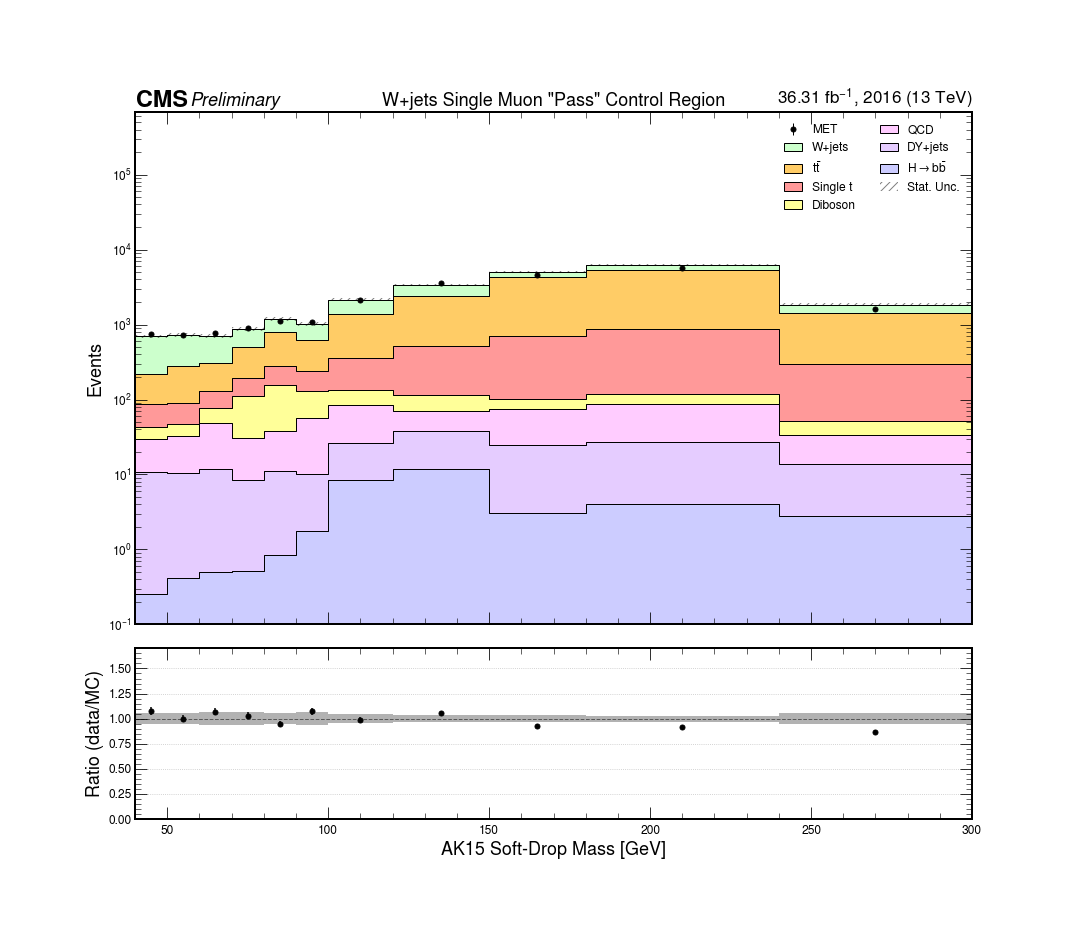 CMS Preliminary W+jets Single Muon "Pass" Control Region 36.31 fb⁻¹, 2016 (13 TeV)
MET QCD
W+jets DY+jets
tt̄ H→bb̄
Single t Stat. Unc.
Diboson
Events
10⁵
10⁴
10³
10²
10¹
10⁰
10⁻¹
Ratio (data/MC)
1.50
1.25
1.00
0.75
0.50
0.25
0.00
50 100 150 200 250 300
AK15 Soft-Drop Mass [GeV]